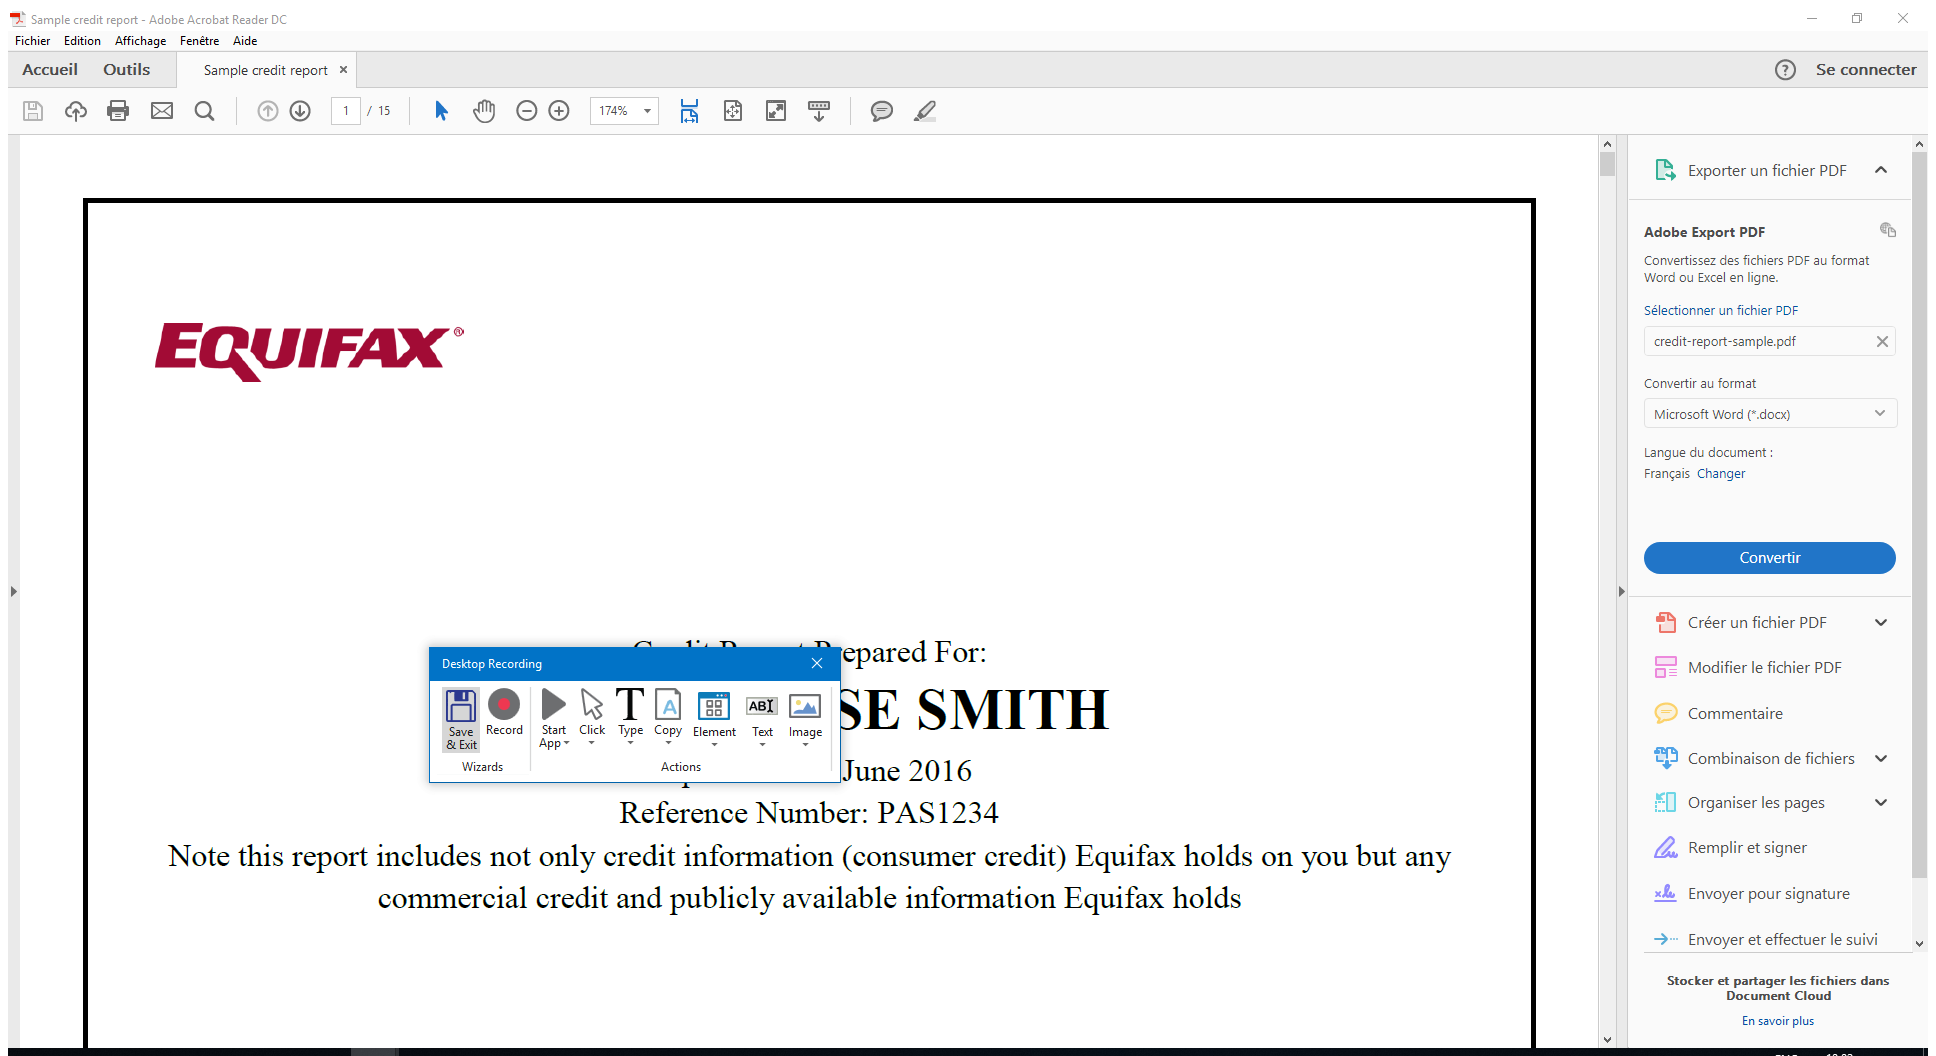 Sample credit report - Adobe Acrobat Reader DC
Fichier Edition Affichage Fenêtre Aide
Accueil Outils Sample credit report Se connecter
1 / 15 174%
EQUIFAX®
Prepared For:
SE SMITH
June 2016
Reference Number: PAS1234
Note this report includes not only credit information (consumer credit) Equifax holds on you but any
commercial credit and publicly available information Equifax holds
Desktop Recording
Save & Exit
Record
Start App
Click
Type
Copy
Element
Text
Image
Wizards
Actions
Exporter un fichier PDF
Adobe Export PDF
Convertissez des fichiers PDF au format
Word ou Excel en ligne.
Sélectionner un fichier PDF
credit-report-sample.pdf
Convertir au format
Microsoft Word (*.docx)
Langue du document :
Français Changer
Convertir
Créer un fichier PDF
Modifier le fichier PDF
Commentaire
Combinaison de fichiers
Organiser les pages
Remplir et signer
Envoyer pour signature
Envoyer et effectuer le suivi
Stocker et partager les fichiers dans
Document Cloud
En savoir plus